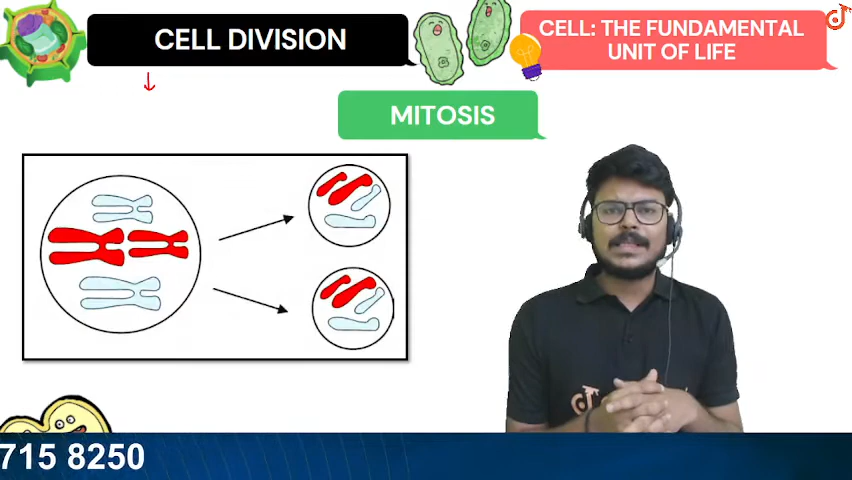 CELL DIVISION
CELL: THE FUNDAMENTAL
UNIT OF LIFE
MITOSIS
715 8250